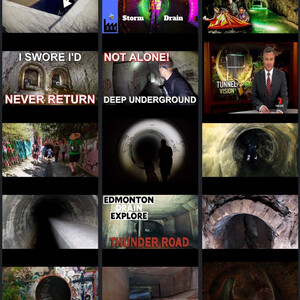 Storm Drain
I SWORE I'D
NEVER RETURN
NOT ALONE!
DEEP UNDERGROUND
TUNNEL
VISION
EDMONTON
DRAIN
EXPLORE
THUNDER ROAD